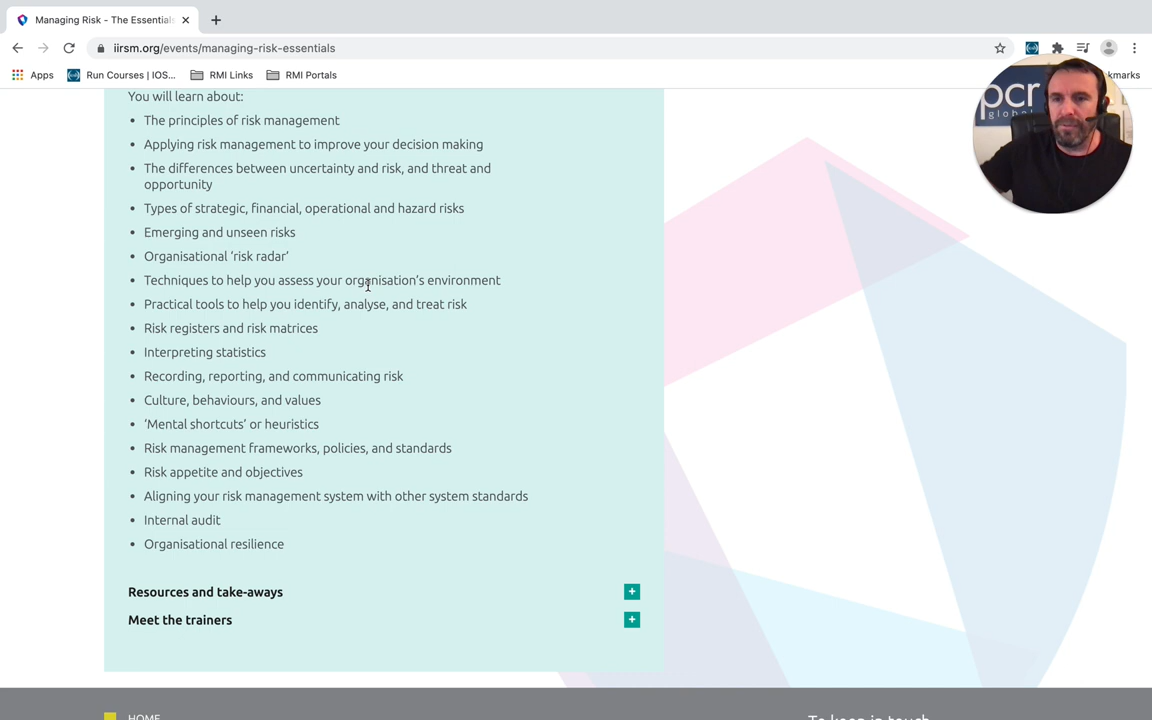 Managing Risk - The Essentials
iirsm.org/events/managing-risk-essentials
Apps
Run Courses | IOS...
RMI Links
RMI Portals
kmarks
pcr
global
You will learn about:
• The principles of risk management
• Applying risk management to improve your decision making
• The differences between uncertainty and risk, and threat and
opportunity
• Types of strategic, financial, operational and hazard risks
• Emerging and unseen risks
• Organisational ‘risk radar’
• Techniques to help you assess your organisation’s environment
• Practical tools to help you identify, analyse, and treat risk
• Risk registers and risk matrices
• Interpreting statistics
• Recording, reporting, and communicating risk
• Culture, behaviours, and values
• ‘Mental shortcuts’ or heuristics
• Risk management frameworks, policies, and standards
• Risk appetite and objectives
• Aligning your risk management system with other system standards
• Internal audit
• Organisational resilience
Resources and take-aways
Meet the trainers
HOME
To keep in touch